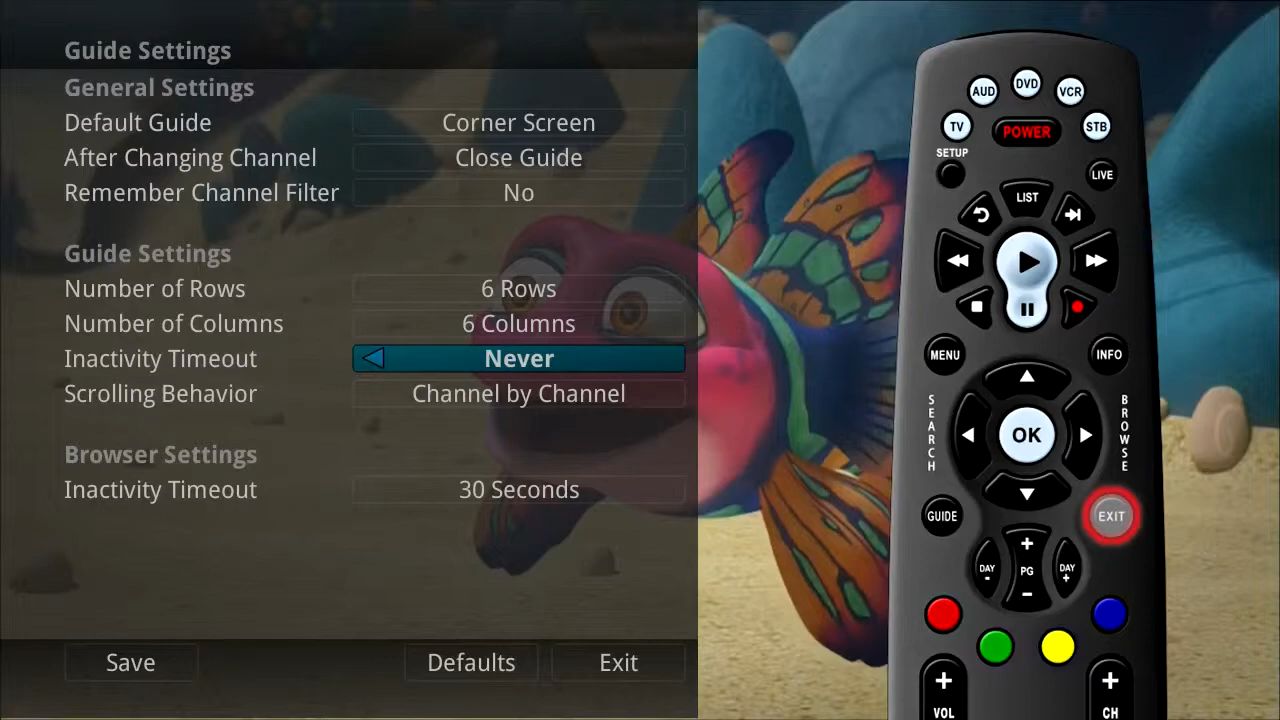 Guide Settings
General Settings
Default Guide Corner Screen
After Changing Channel Close Guide
Remember Channel Filter No
Guide Settings
Number of Rows 6 Rows
Number of Columns 6 Columns
Inactivity Timeout Never
Scrolling Behavior Channel by Channel
Browser Settings
Inactivity Timeout 30 Seconds
Save Defaults Exit
AUD DVD VCR
TV POWER STB
SETUP
LIVE
LIST
MENU INFO
SEARCH
BROWSE
OK
GUIDE EXIT
+
DAY - PG DAY +
-
+ +
VOL CH